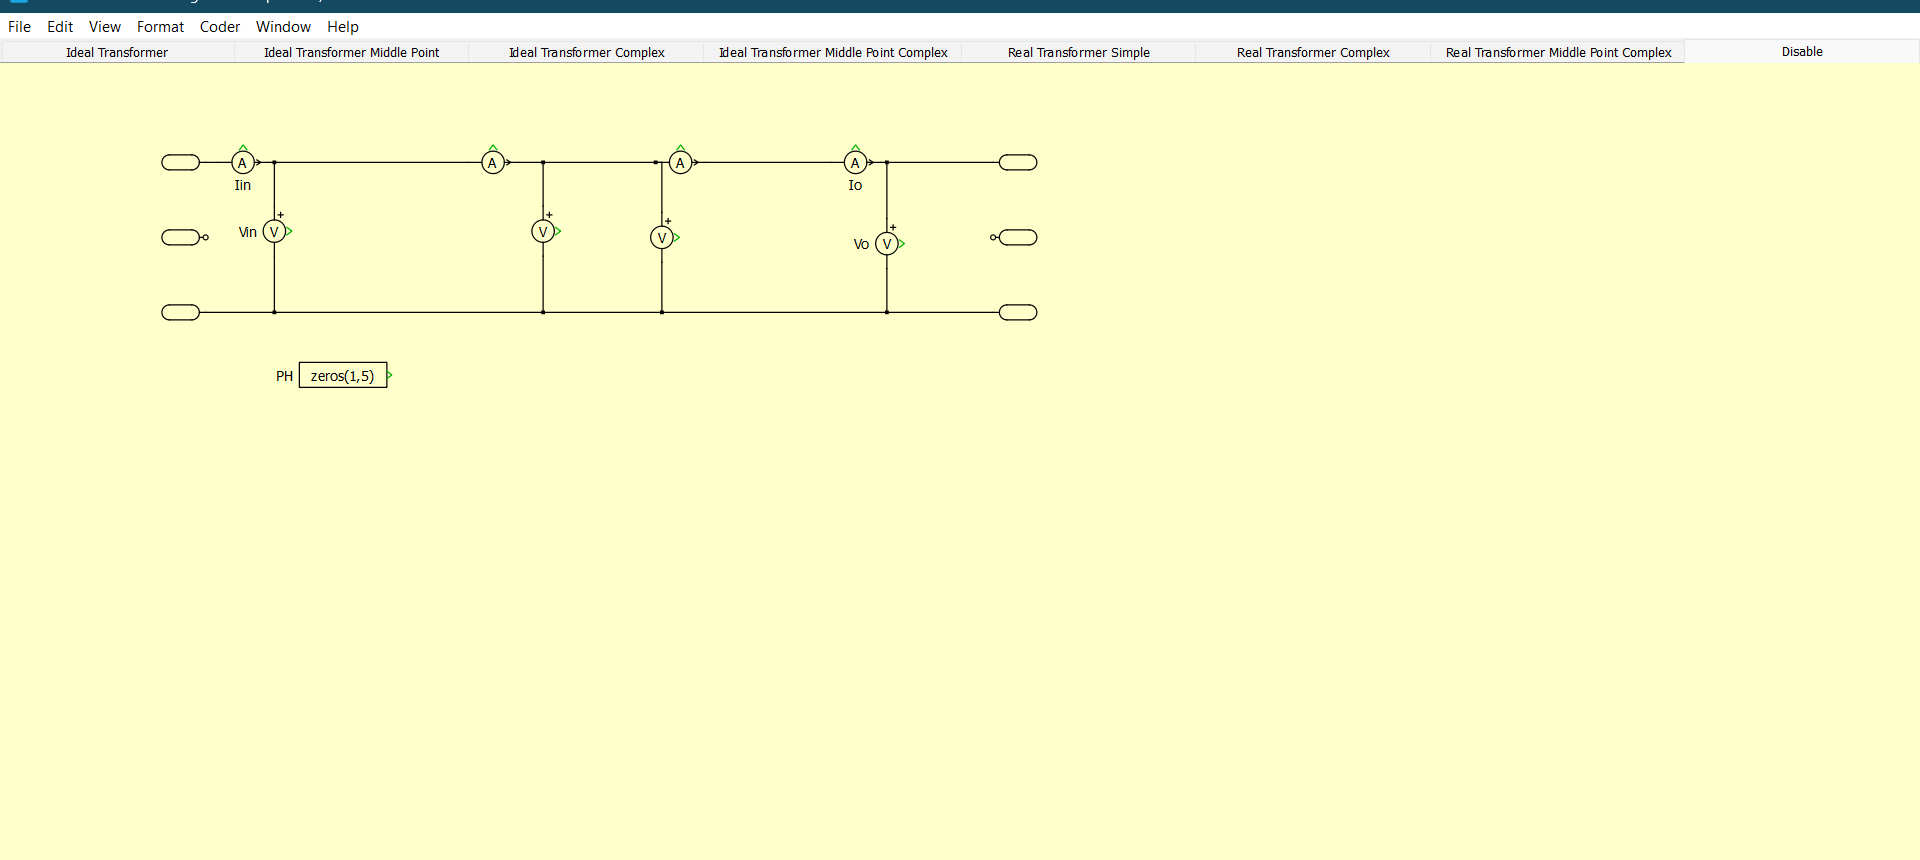 File Edit View Format Coder Window Help
Ideal Transformer Ideal Transformer Middle Point Ideal Transformer Complex Ideal Transformer Middle Point Complex Real Transformer Simple Real Transformer Complex Real Transformer Middle Point Complex Disable
A A A A
Iin Io
+ + + +
Vin V V V Vo V
PH zeros(1,5)